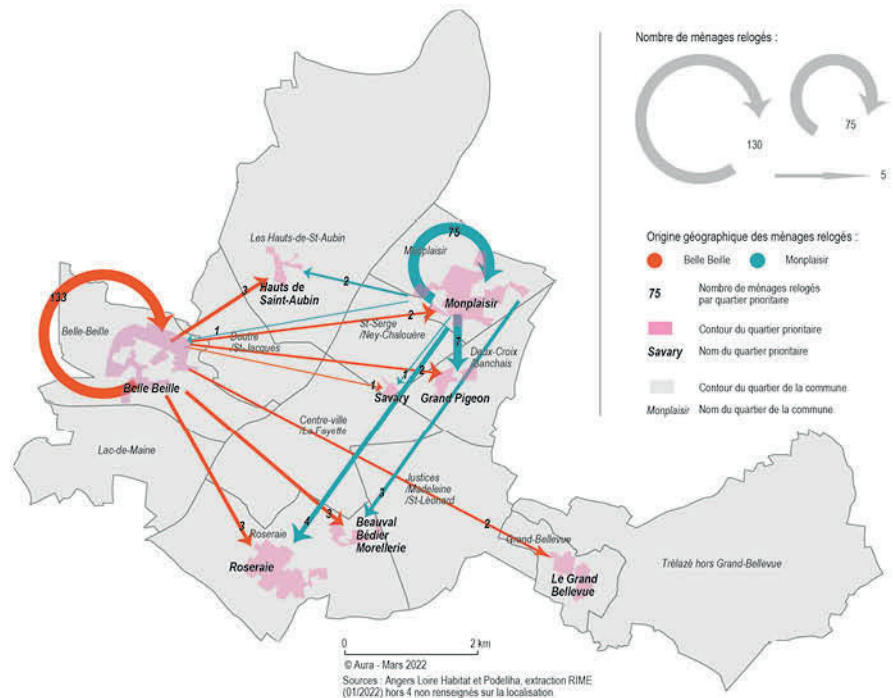 Nombre de ménages relogés :
130
75
5
Origine géographique des ménages relogés :
Belle Beille
Monplaisir
75
Nombre de ménages relogés
par quartier prioritaire
Contour du quartier prioritaire
Savary
Nom du quartier prioritaire
Contour du quartier de la commune
Monplaisir
Nom du quartier de la commune
Les Hauts-de-St-Aubin
Hauts de
Saint-Aubin
3
2
75
Monplaisir
Monplaisir
133
Belle-Beille
Belle Beille
1
Doutre
/St-Jacques
2
St-Serge
/Ney-Chalouère
7
Deux-Croix
/Banchais
1
1
2
Savary
Grand Pigeon
Centre-ville
/La Fayette
Lac-de-Maine
Justices
/Madeleine
/St-Léonard
3
3
4
3
2
Roseraie
Roseraie
Beauval
Bédier
Morellerie
Grand-Bellevue
Le Grand
Bellevue
Trélazé hors Grand-Bellevue
0
2 km
© Aura - Mars 2022
Sources : Angers Loire Habitat et Podeliha, extraction RIME
(01/2022) hors 4 non renseignés sur la localisation